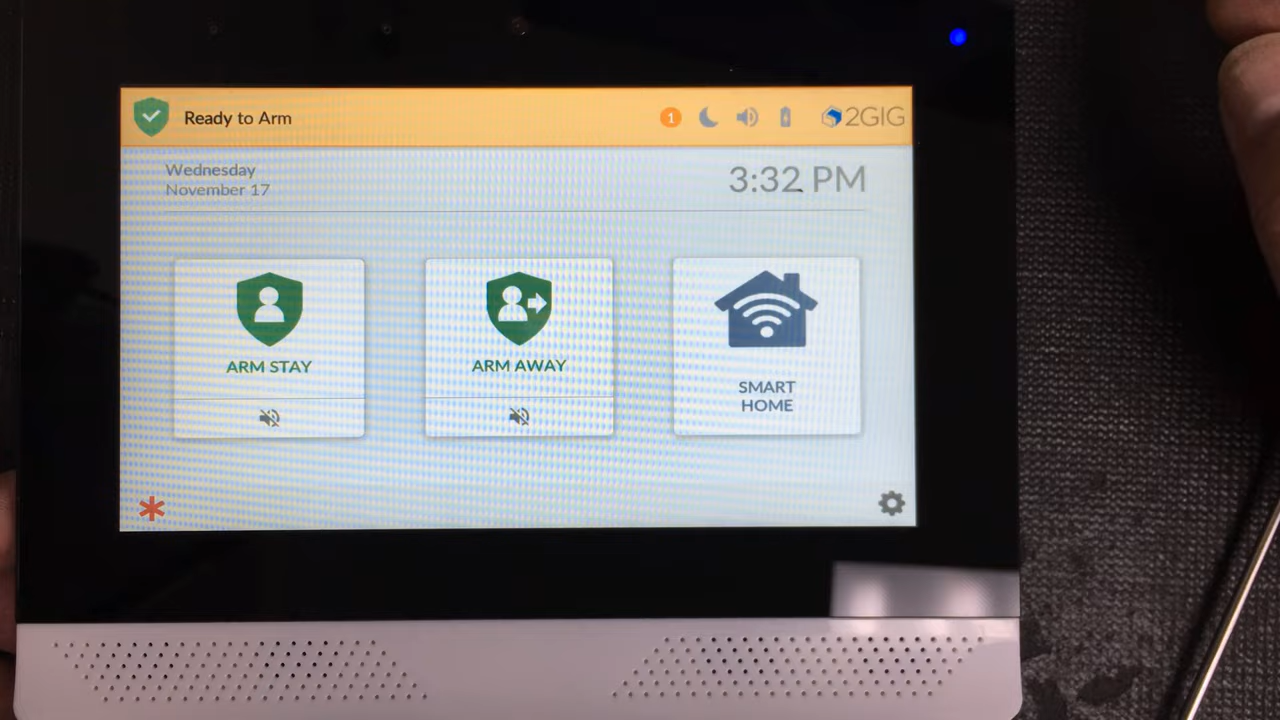 Ready to Arm
1
2GIG
Wednesday
November 17
3:32 PM
ARM STAY
ARM AWAY
SMART
HOME